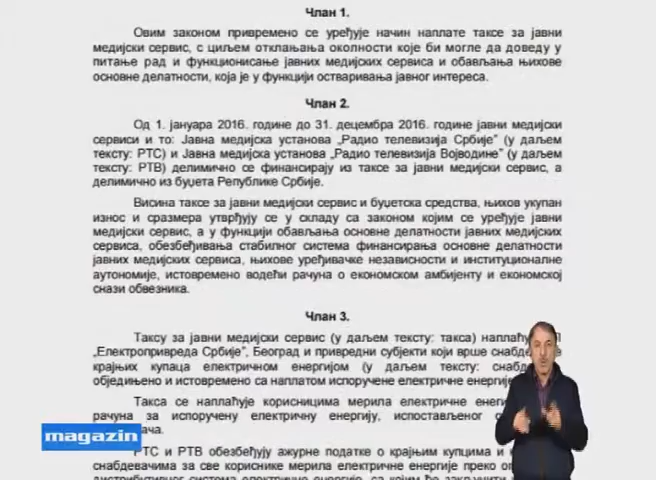 Члан 1.
Овим законом привремено се уређује начин наплате таксе за јавни
медијски сервис, с циљем отклањања околности које би могле да доведу у
питање рад и функционисање јавних медијских сервиса и обављања њихове
основне делатности, која је у функцији остваривања јавног интереса.
Члан 2.
Од 1. јануара 2016. године до 31. децембра 2016. године јавни медијски
сервиси и то: Јавна медијска установа „Радио телевизија Србије” (у даљем
тексту: РТС) и Јавна медијска установа „Радио телевизија Војводине” (у даљем
тексту: РТВ) делимично се финансирају из таксе за јавни медијски сервис, а
делимично из буџета Републике Србије.
Висина таксе за јавни медијски сервис и буџетска средства, њихов укупан
износ и сразмера утврђују се у складу са законом којим се уређује јавни
медијски сервис, а у функцији обављања основне делатности јавних медијских
сервиса, обезбеђивања стабилног система финансирања основне делатности
јавних медијских сервиса, њихове уређивачке независности и институционалне
аутономије, истовремено водећи рачуна о економском амбијенту и економској
снази обвезника.
Члан 3.
Таксу за јавни медијски сервис (у даљем тексту: такса) наплаћу
„Електропривреда Србије”, Београд и привредни субјекти који врше снабде
крајњих купаца електричном енергијом (у даљем тексту: снабд
обједињено и истовремено са наплатом испоручене електричне енергије
Такса се наплаћује корисницима мерила електричне енеги
рачуна за испоручену електричну енергију, испостављеног
magazin
РТС и РТВ обезбеђују ажурне податке о крајњим купцима и
снабдевачима за све кориснике мерила електричне енергије преко